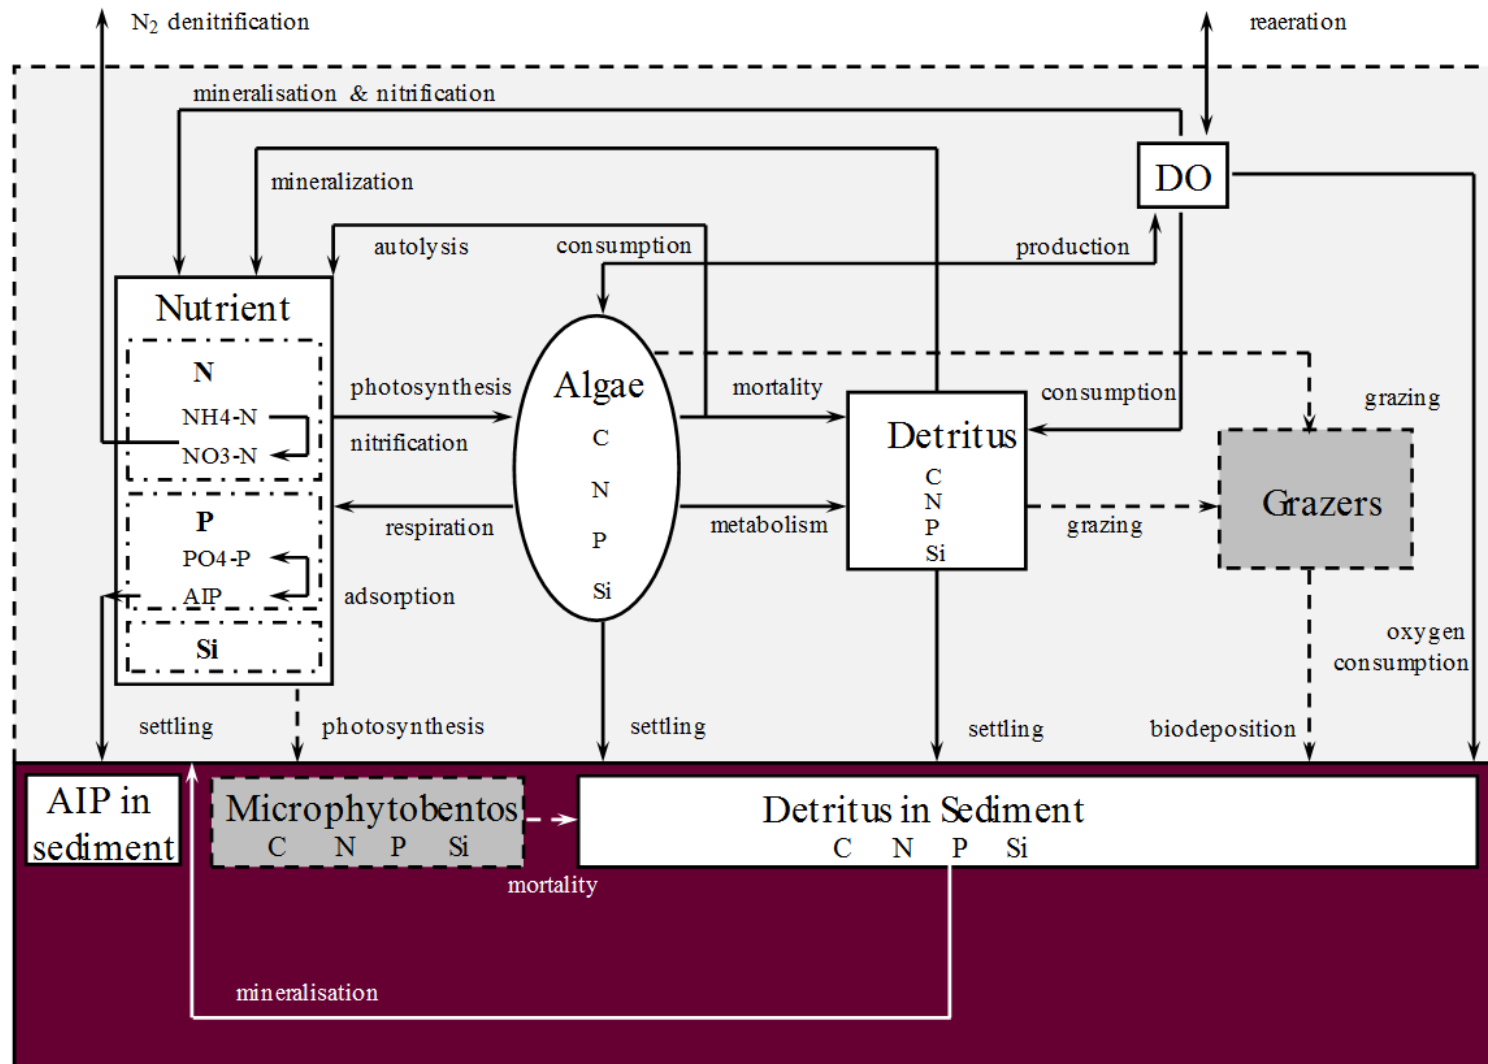 N2 denitrification
reaeration
mineralisation & nitrification
mineralization
DO
autolysis
consumption
production
Nutrient
N
NH4-N
NO3-N
P
PO4-P
AIP
Si
photosynthesis
nitrification
respiration
adsorption
Algae
C
N
P
Si
mortality
metabolism
consumption
Detritus
C
N
P
Si
grazing
grazing
Grazers
oxygen
consumption
settling
photosynthesis
settling
settling
biodeposition
AIP in
sediment
Microphytobentos
C N P Si
mortality
Detritus in Sediment
C N P Si
mineralisation